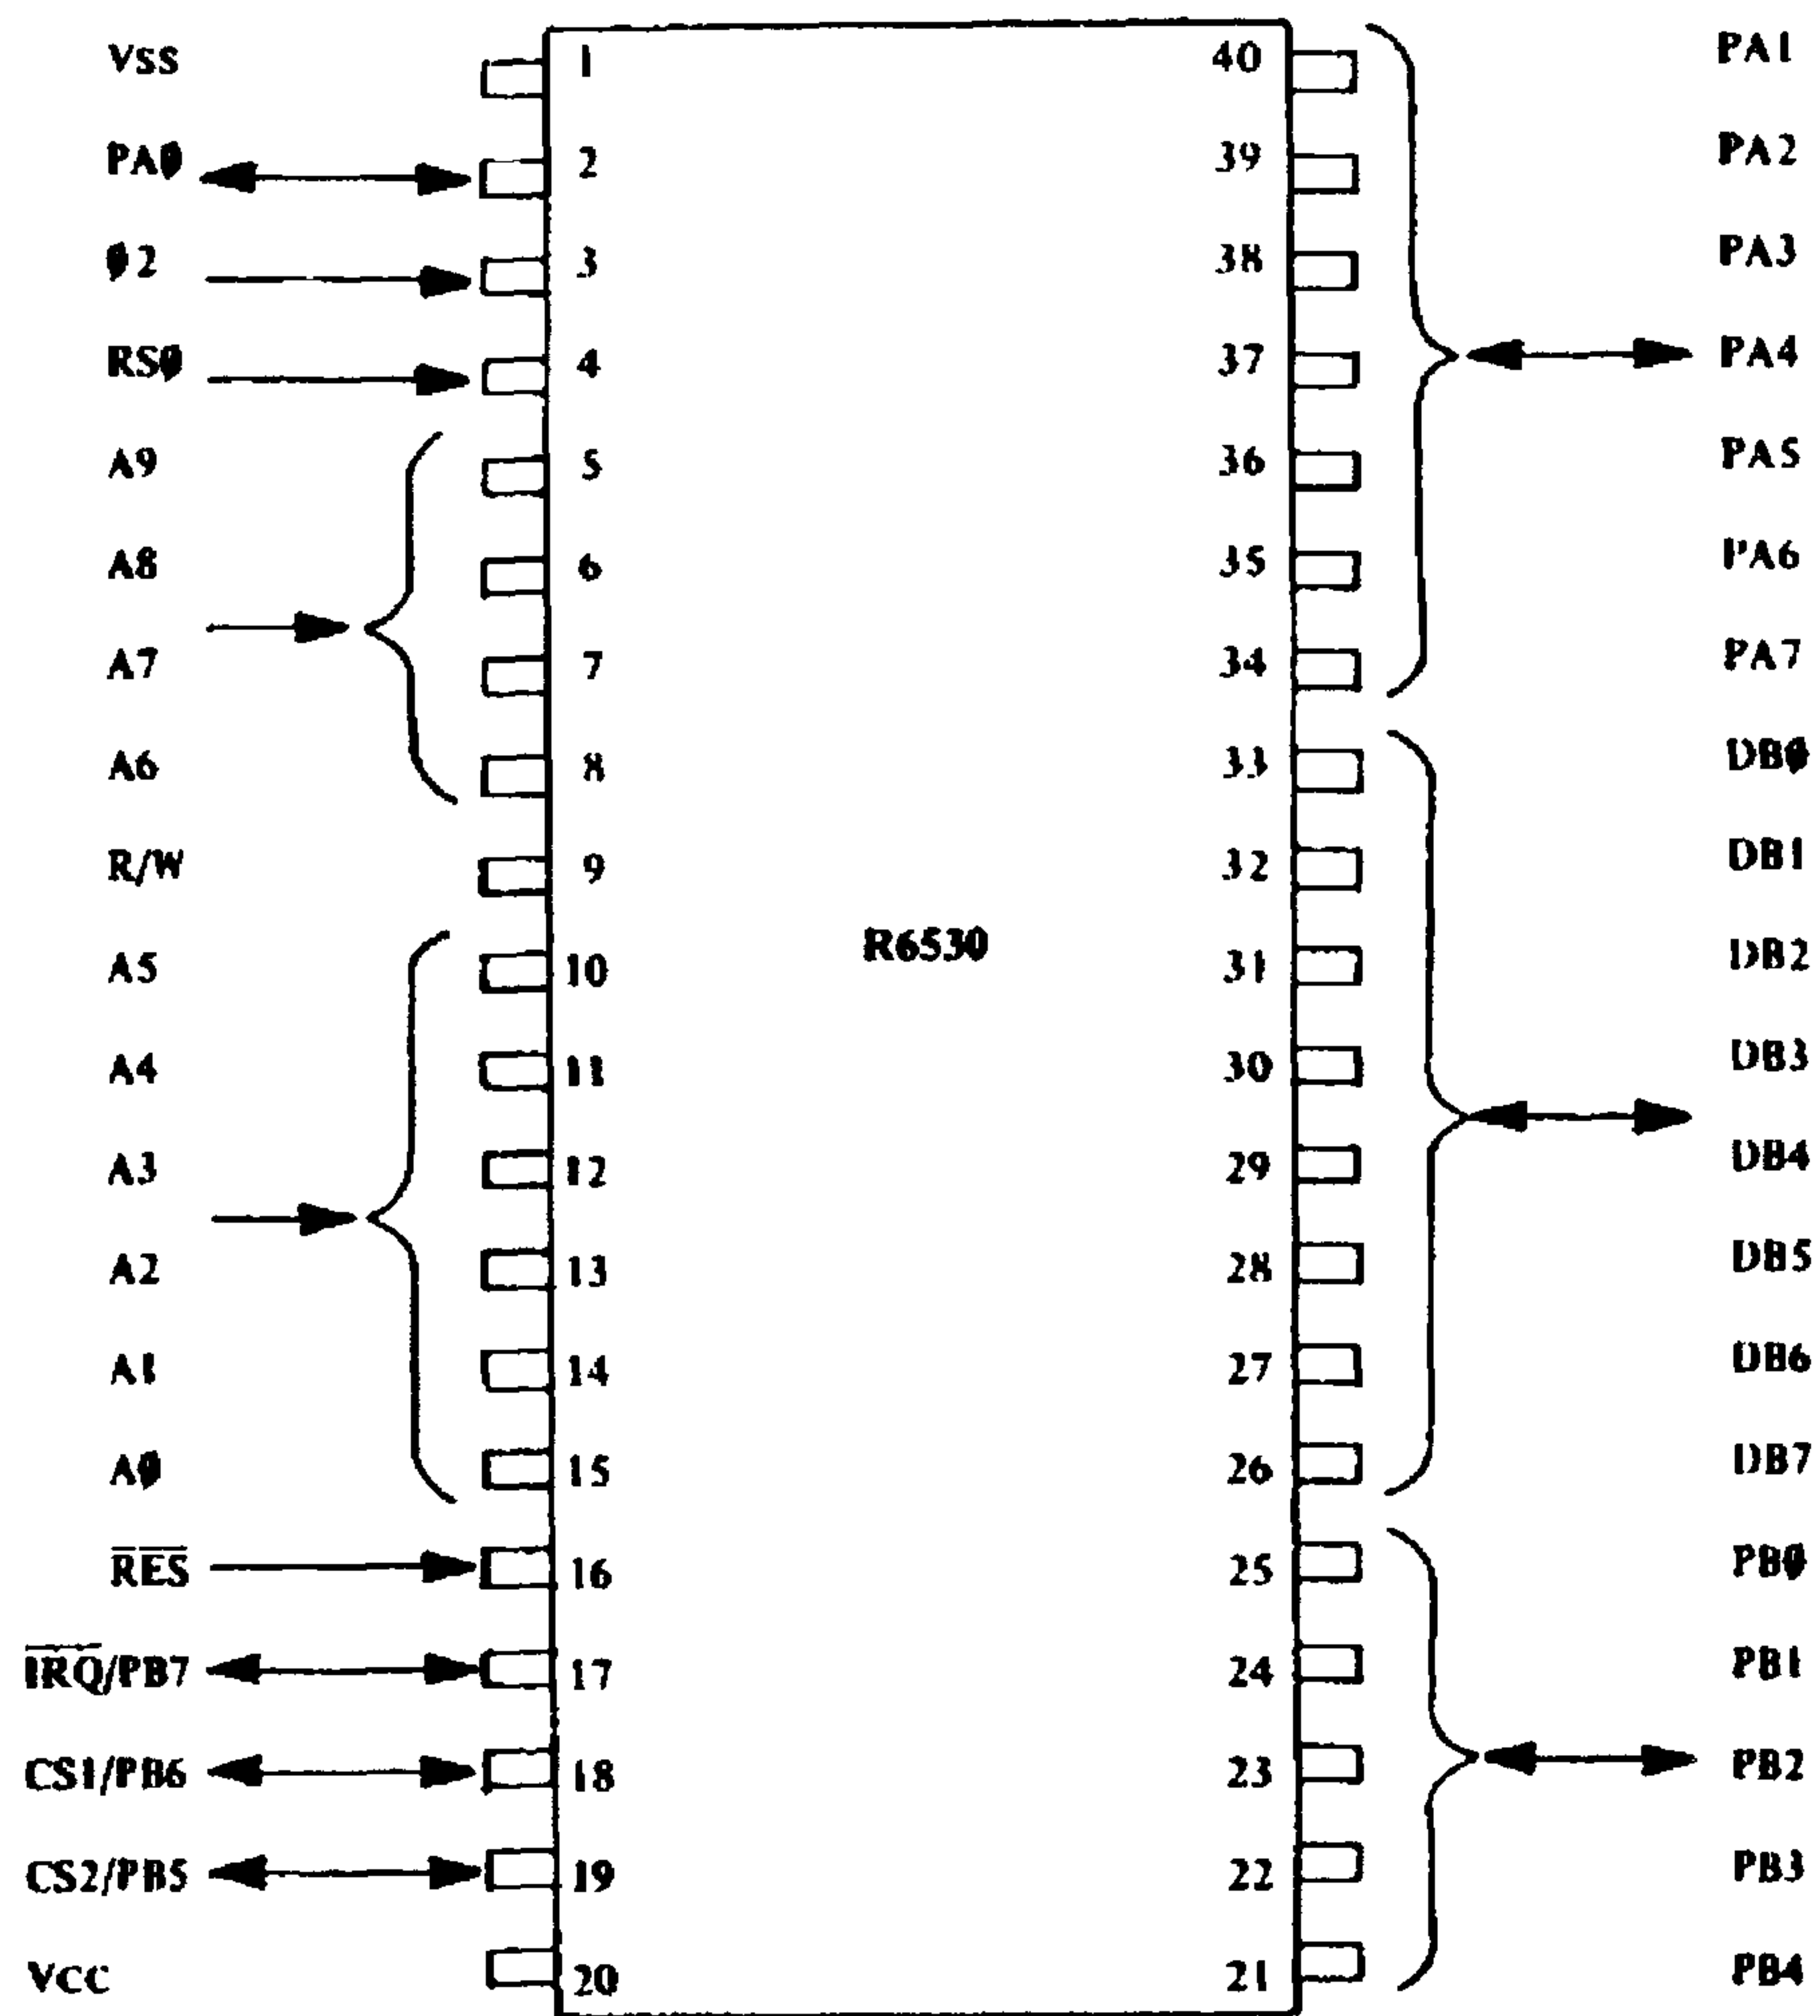 VSS 1 40 PA1
PA0 2 39 PA2
Ø2 3 38 PA3
RS0 4 37 PA4
A9 5 36 PA5
A8 6 35 PA6
A7 7 34 PA7
A6 8 33 DB0
R/W 9 32 DB1
R6530
A5 10 31 DB2
A4 11 30 DB3
A3 12 29 DB4
A2 13 28 DB5
A1 14 27 DB6
A0 15 26 DB7
RES 16 25 PB0
IRQ/PB7 17 24 PB1
CS1/PB6 18 23 PB2
CS2/PB5 19 22 PB3
VCC 20 21 PB4